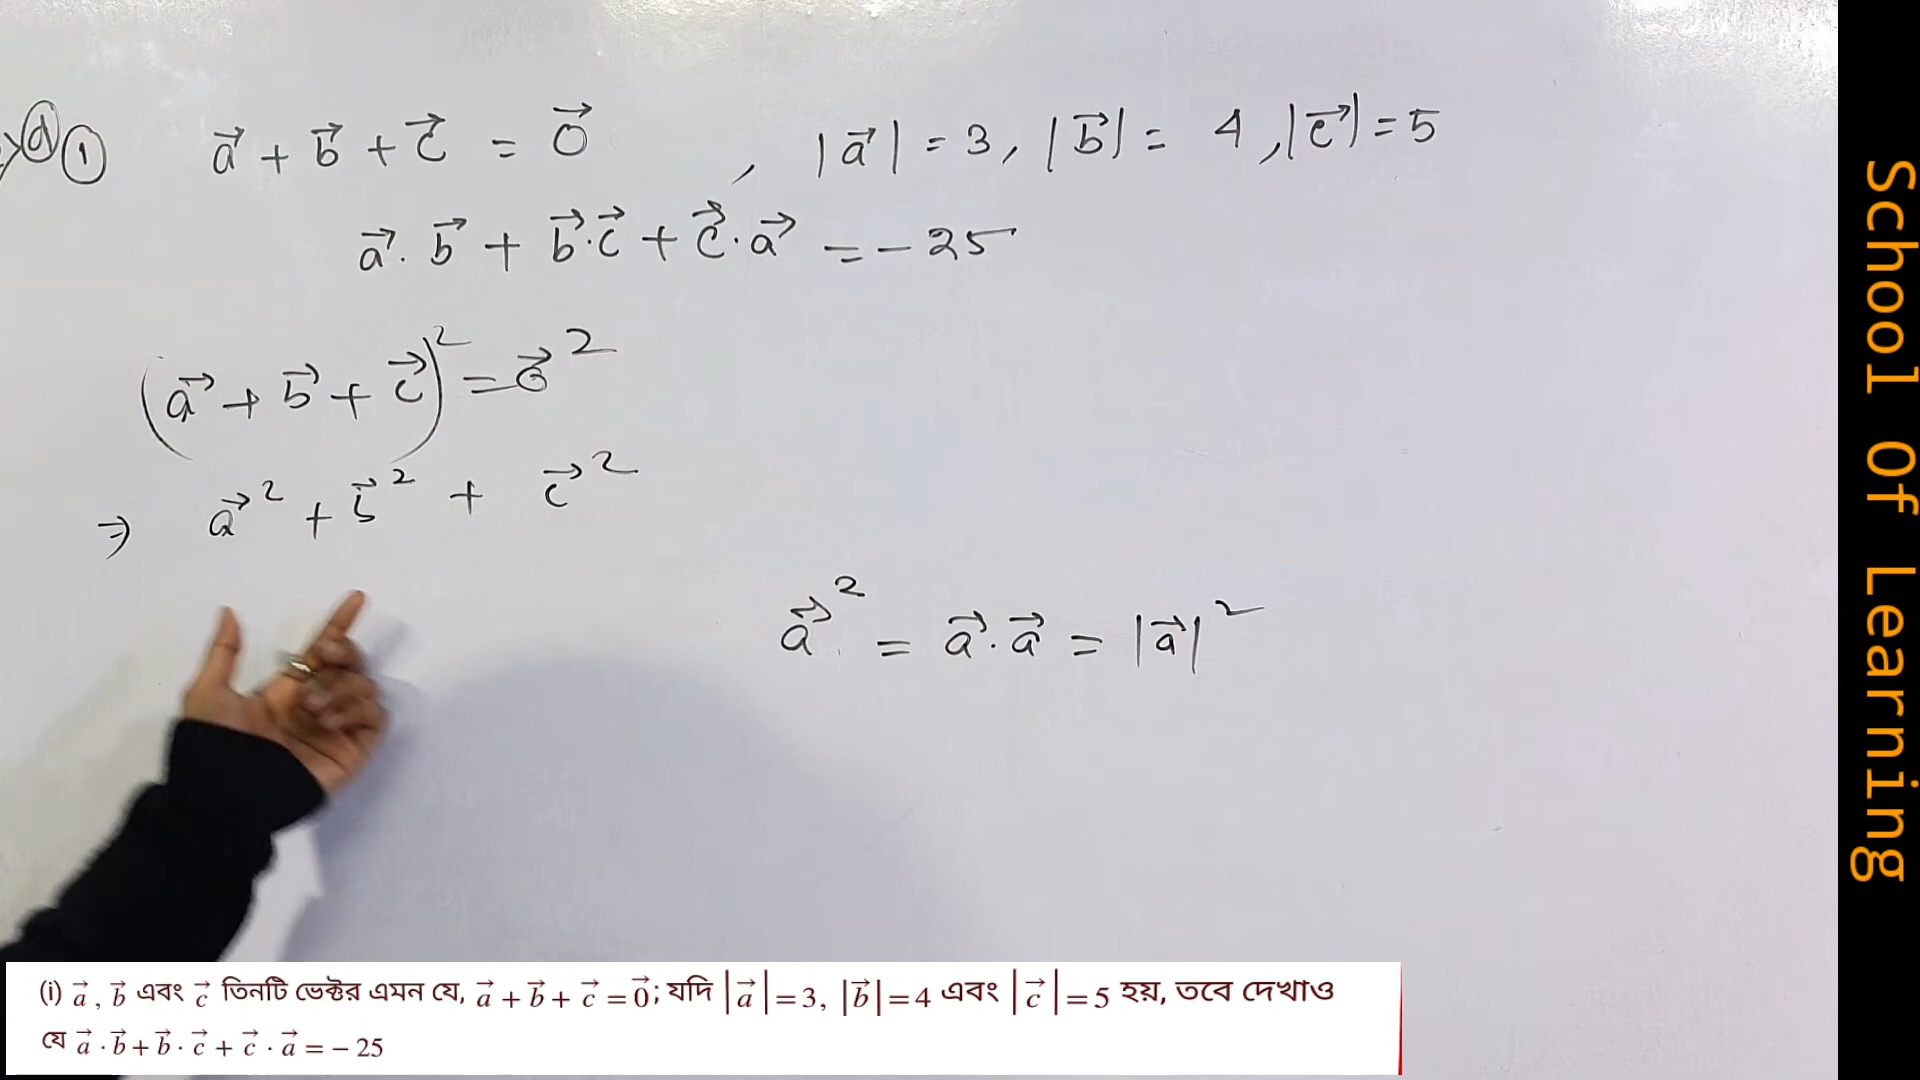 d 1 a⃗ + b⃗ + c⃗ = 0⃗ , |a⃗| = 3, |b⃗| = 4, |c⃗| = 5
a⃗ . b⃗ + b⃗ . c⃗ + c⃗ . a⃗ = - 25
(a⃗ + b⃗ + c⃗)² = 0⃗ ²
⇒ a⃗ ² + b⃗ ² + c⃗ ²
a⃗ ² = a⃗ . a⃗ = |a⃗| ²
(i) a⃗ , b⃗ এবং c⃗ তিনটি ভেক্টর এমন যে, a⃗ + b⃗ + c⃗ = 0⃗ ; যদি |a⃗| = 3, |b⃗| = 4 এবং |c⃗| = 5 হয়, তবে দেখাও
যে a⃗ · b⃗ + b⃗ · c⃗ + c⃗ · a⃗ = – 25
School Of Learning